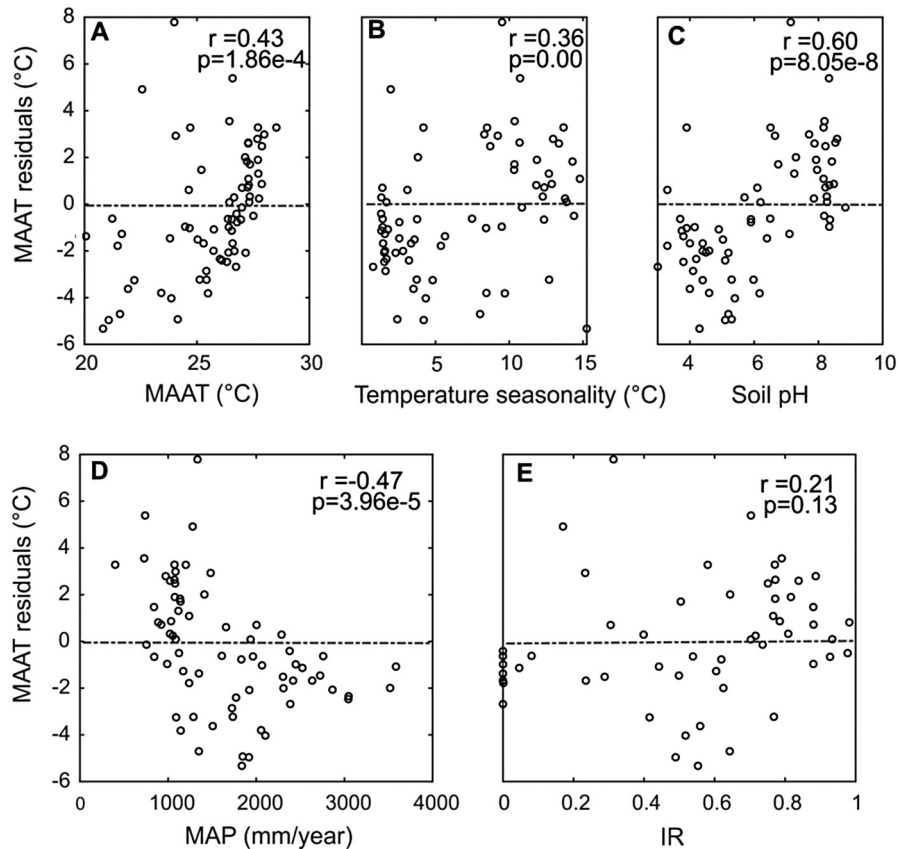 A
r =0.43
p=1.86e-4
B
r =0.36
p=0.00
C
r =0.60
p=8.05e-8
MAAT residuals (°C)
8
6
4
2
0
-2
-4
-6
20 25 30
5 10 15
4 6 8 10
MAAT (°C)
Temperature seasonality (°C)
Soil pH
D
r =-0.47
p=3.96e-5
E
r =0.21
p=0.13
MAAT residuals (°C)
8
6
4
2
0
-2
-4
-6
0 1000 2000 3000 4000
0 0.2 0.4 0.6 0.8 1
MAP (mm/year)
IR